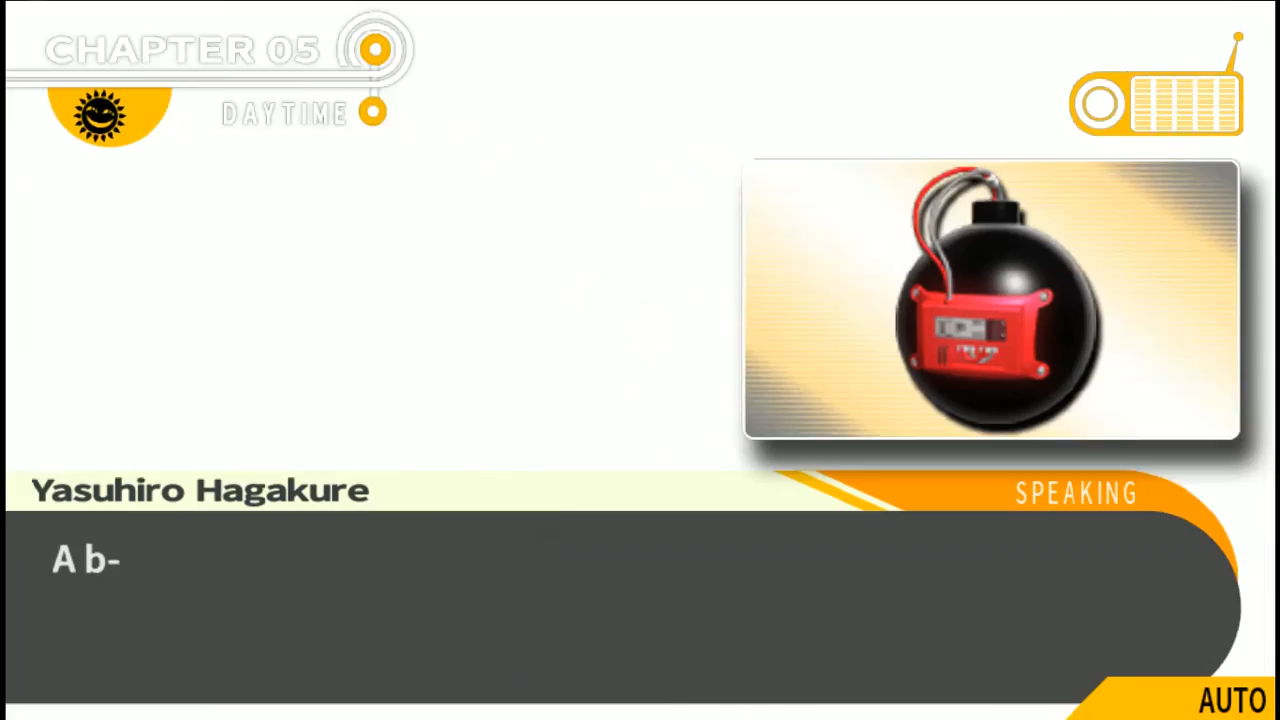 CHAPTER 05
DAYTIME
Yasuhiro Hagakure
SPEAKING
A b-
AUTO